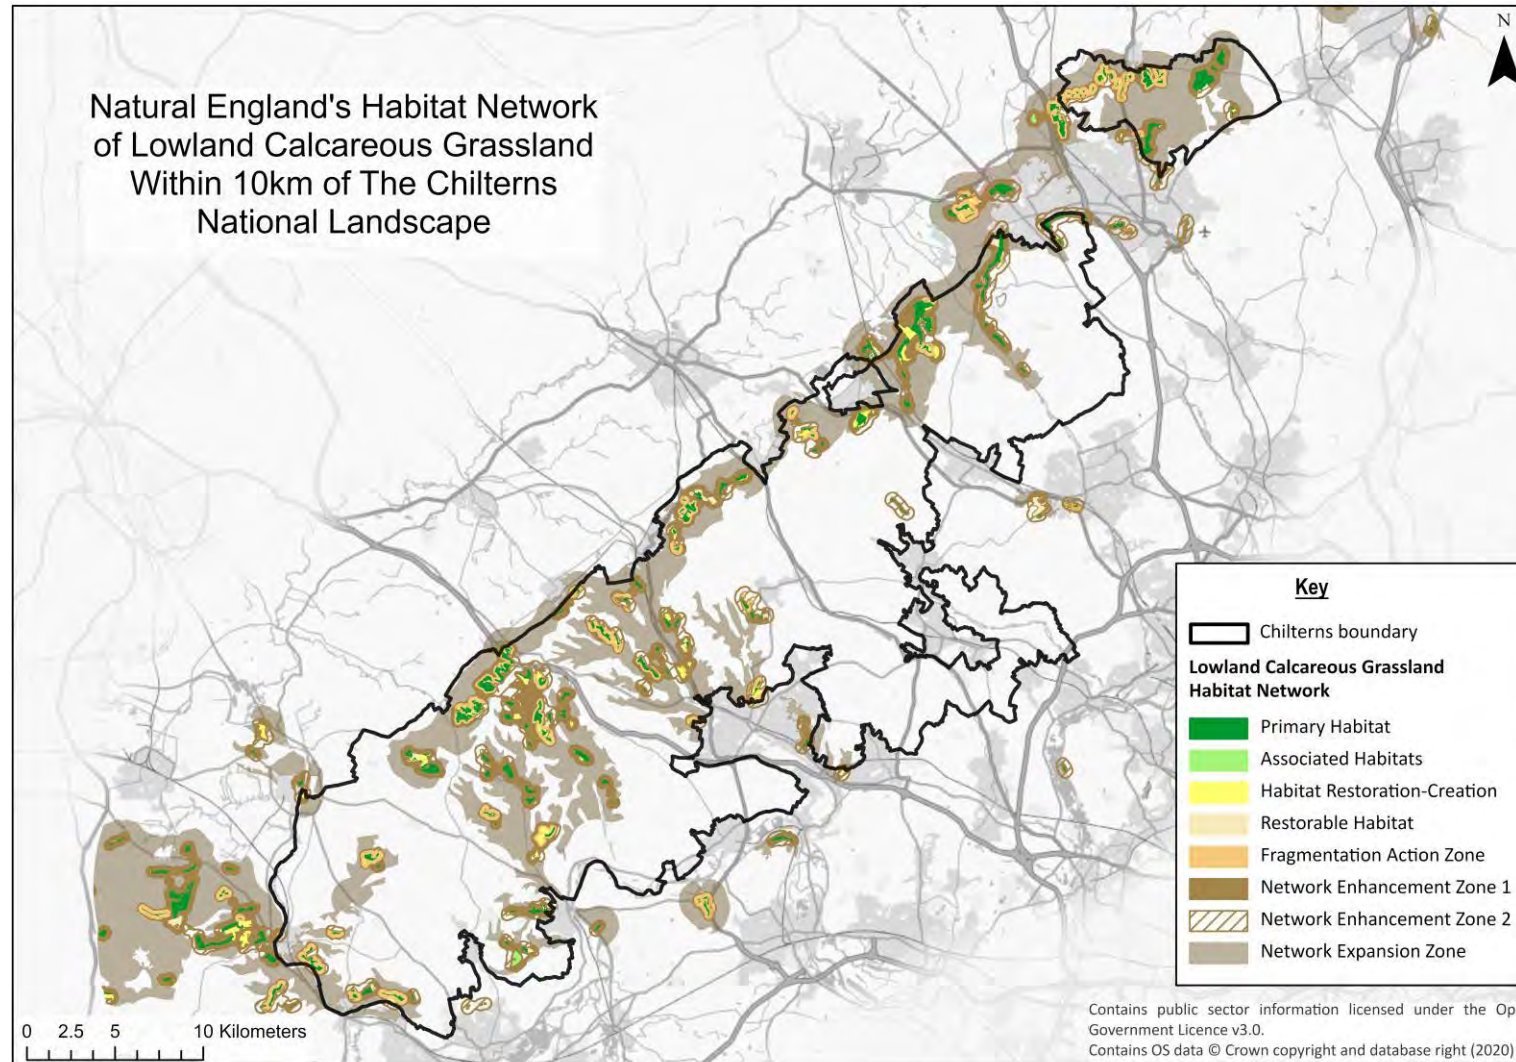 Natural England's Habitat Network
of Lowland Calcareous Grassland
Within 10km of The Chilterns
National Landscape
N
Key
Chilterns boundary
Lowland Calcareous Grassland
Habitat Network
Primary Habitat
Associated Habitats
Habitat Restoration-Creation
Restorable Habitat
Fragmentation Action Zone
Network Enhancement Zone 1
Network Enhancement Zone 2
Network Expansion Zone
0 2.5 5 10 Kilometers
Contains public sector information licensed under the Op
Government Licence v3.0.
Contains OS data © Crown copyright and database right (2020)